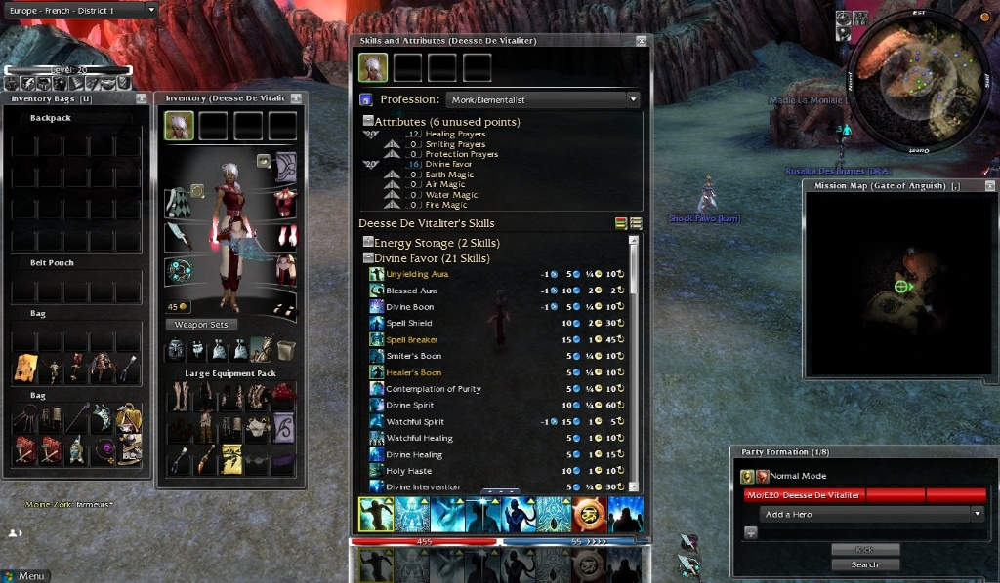 Europe - French - District 1
Level: 20
Inventory Bags [U]
Backpack
Belt Pouch
Bag
Bag
Inventory (Deesse De Vitalit
45
Weapon Sets
Large Equipment Pack
Moine Zork: farmeurs"
Menu
Skills and Attributes (Deesse De Vitaliter)
Profession: Monk/Elementalist
Attributes (6 unused points)
20 12 Healing Prayers
0 Smiting Prayers
0 Protection Prayers
20 16 Divine Favor
0 Earth Magic
0 Air Magic
0 Water Magic
0 Fire Magic
Deesse De Vitaliter's Skills
Energy Storage (2 Skills)
Divine Favor (21 Skills)
Unyielding Aura -1 5 ¼ 10
Blessed Aura -1 10 2 2
Divine Boon -1 5 ¼ 10
Spell Shield 10 2 30
Spell Breaker 15 1 45
Smiter's Boon 5 ¼ 10
Healer's Boon 5 ¼ 10
Contemplation of Purity 5 ¼ 10
Divine Spirit 10 ¼ 60
Watchful Spirit -1 15 1 5
Watchful Healing 5 1 10
Divine Healing 5 1 15
Holy Haste 10 1 10
Divine Intervention 5 ¼ 30
455
55
Est
Sud
Nord
Ouest
Madie La Moniale [
3
Rusalka Des Brumes [DRA]
Shock Pawo [kam]
Mission Map (Gate of Anguish) [,]
Party Formation (1/8)
Normal Mode
Mo/E20 Deesse De Vitaliter
Add a Hero
Kick
Search